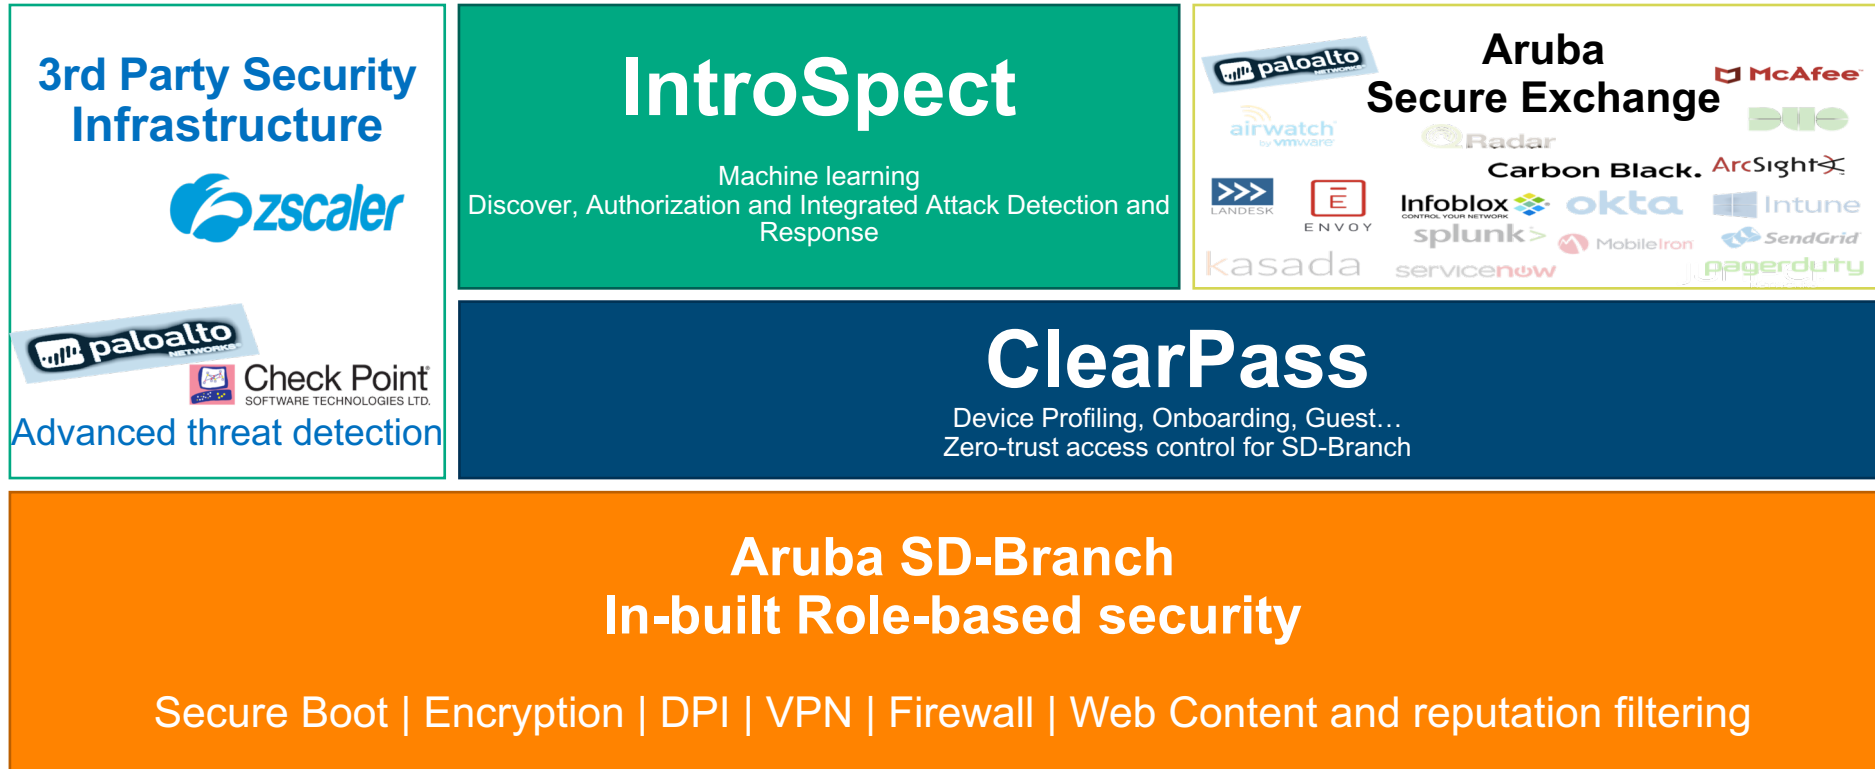 3rd Party Security
Infrastructure
zscaler
paloalto
NETWORKS
Check Point
SOFTWARE TECHNOLOGIES LTD.
Advanced threat detection
IntroSpect
Machine learning
Discover, Authorization and Integrated Attack Detection and
Response
Aruba
Secure Exchange
paloalto
NETWORKS
McAfee
airwatch
by vmware
DUO
QRadar
Carbon Black.
ArcSight
LANDESK
E
ENVOY
Infoblox
CONTROL YOUR NETWORK
okta
Intune
splunk>
MobileIron
SendGrid
kasada
servicenow
pagerduty
ClearPass
Device Profiling, Onboarding, Guest…
Zero-trust access control for SD-Branch
Aruba SD-Branch
In-built Role-based security
Secure Boot | Encryption | DPI | VPN | Firewall | Web Content and reputation filtering